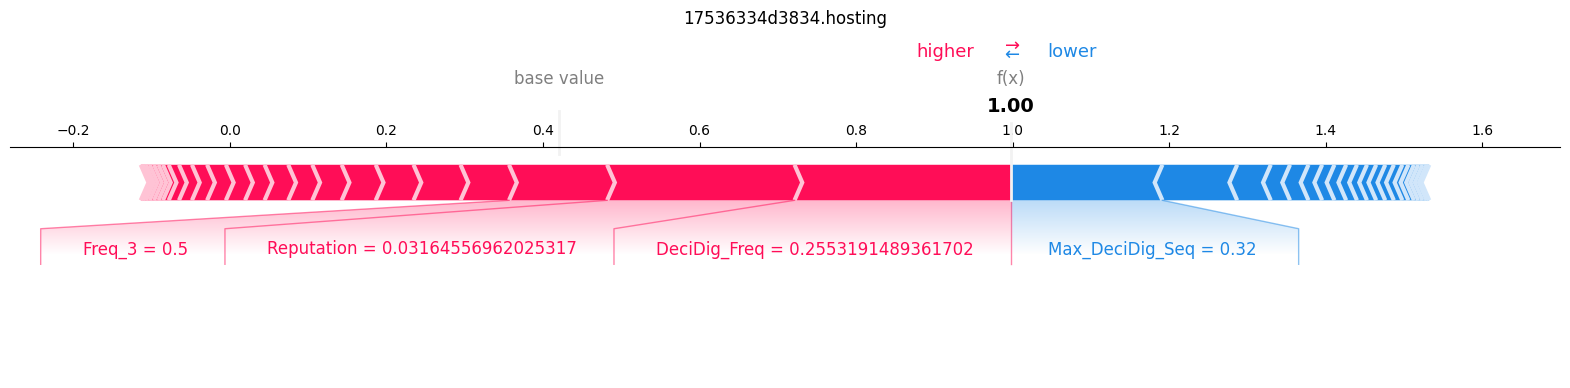 17536334d3834.hosting
higher ⇄ lower
base value f(x)
1.00
−0.2 0.0 0.2 0.4 0.6 0.8 1.0 1.2 1.4 1.6
Freq_3 = 0.5 Reputation = 0.03164556962025317 DeciDig_Freq = 0.2553191489361702 Max_DeciDig_Seq = 0.32